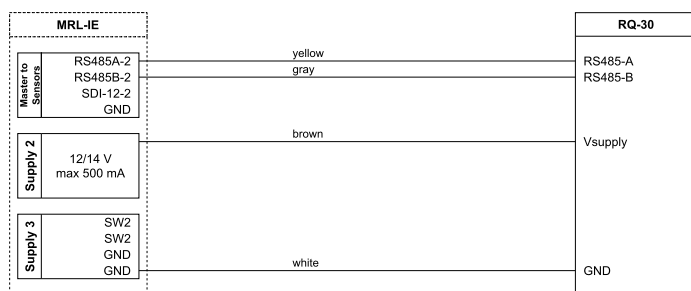 MRL-IE
RQ-30
Master to
Sensors
RS485A-2
RS485B-2
SDI-12-2
GND
yellow
gray
RS485-A
RS485-B
Supply 2
12/14 V
max 500 mA
brown
Vsupply
Supply 3
SW2
SW2
GND
GND
white
GND